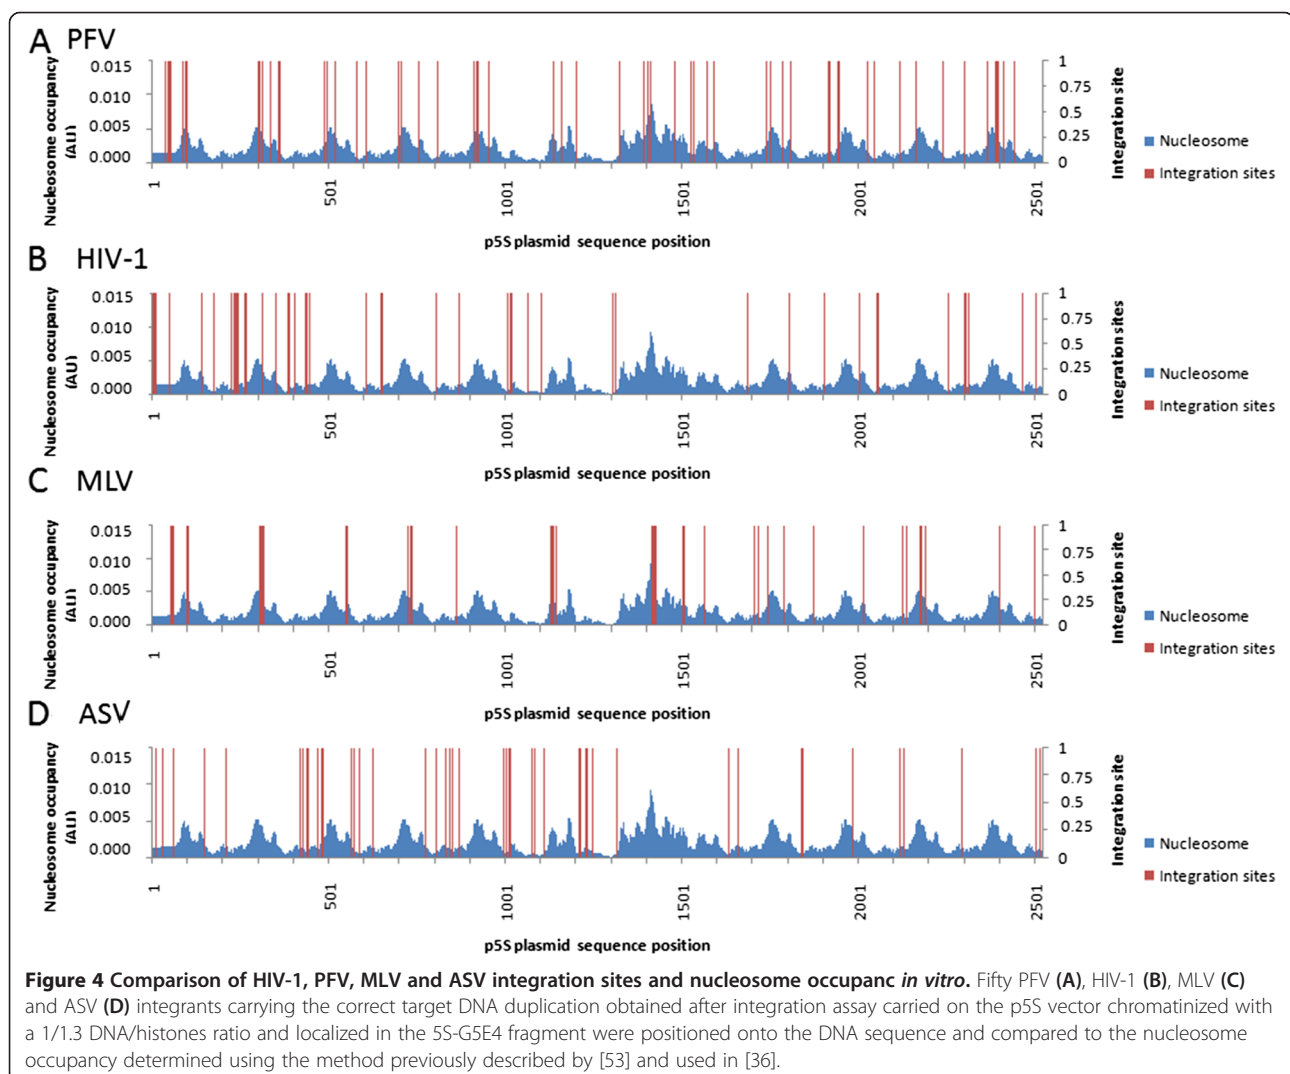 A PFV
Nucleosome occupancy
(AU)
0.015
0.010
0.005
0.000
1
0.75
0.5
0.25
0
Integration site
Nucleosome
Integration sites
1
501
1001
1501
2001
2501
p5S plasmid sequence position
B HIV-1
Nucleosome occupancy
(AU)
0.015
0.010
0.005
0.000
1
0.75
0.5
0.25
0
Integration sites
Nucleosome
Integration sites
1
501
1001
1501
2001
2501
p5S plasmid sequence position
C MLV
Nucleosome occupancy
(AU)
0.015
0.010
0.005
0.000
1
0.75
0.5
0.25
0
Integration site
Nucleosome
Integration sites
1
501
1001
1501
2001
2501
p5S plasmid sequence position
D ASV
Nucleosome occupancy
(AU)
0.015
0.010
0.005
0.000
1
0.75
0.5
0.25
0
Integration site
Nucleosome
Integration sites
1
501
1001
1501
2001
2501
p5S plasmid sequence position
Figure 4 Comparison of HIV-1, PFV, MLV and ASV integration sites and nucleosome occupanc in vitro. Fifty PFV (A), HIV-1 (B), MLV (C)
and ASV (D) integrants carrying the correct target DNA duplication obtained after integration assay carried on the p5S vector chromatinized with
a 1/1.3 DNA/histones ratio and localized in the 5S-G5E4 fragment were positioned onto the DNA sequence and compared to the nucleosome
occupancy determined using the method previously described by [53] and used in [36].